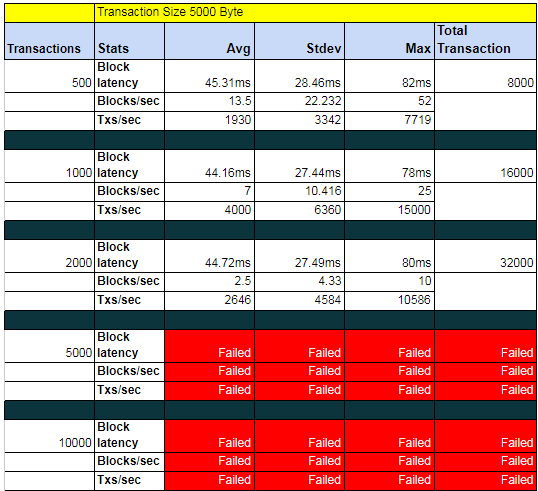 Transaction Size 5000 Byte
Transactions Stats Avg Stdev Max Total Transaction
500 Block latency 45.31ms 28.46ms 82ms 8000
Blocks/sec 13.5 22.232 52
Txs/sec 1930 3342 7719
1000 Block latency 44.16ms 27.44ms 78ms 16000
Blocks/sec 7 10.416 25
Txs/sec 4000 6360 15000
2000 Block latency 44.72ms 27.49ms 80ms 32000
Blocks/sec 2.5 4.33 10
Txs/sec 2646 4584 10586
5000 Block latency Failed Failed Failed Failed
Blocks/sec Failed Failed Failed Failed
Txs/sec Failed Failed Failed Failed
10000 Block latency Failed Failed Failed Failed
Blocks/sec Failed Failed Failed Failed
Txs/sec Failed Failed Failed Failed